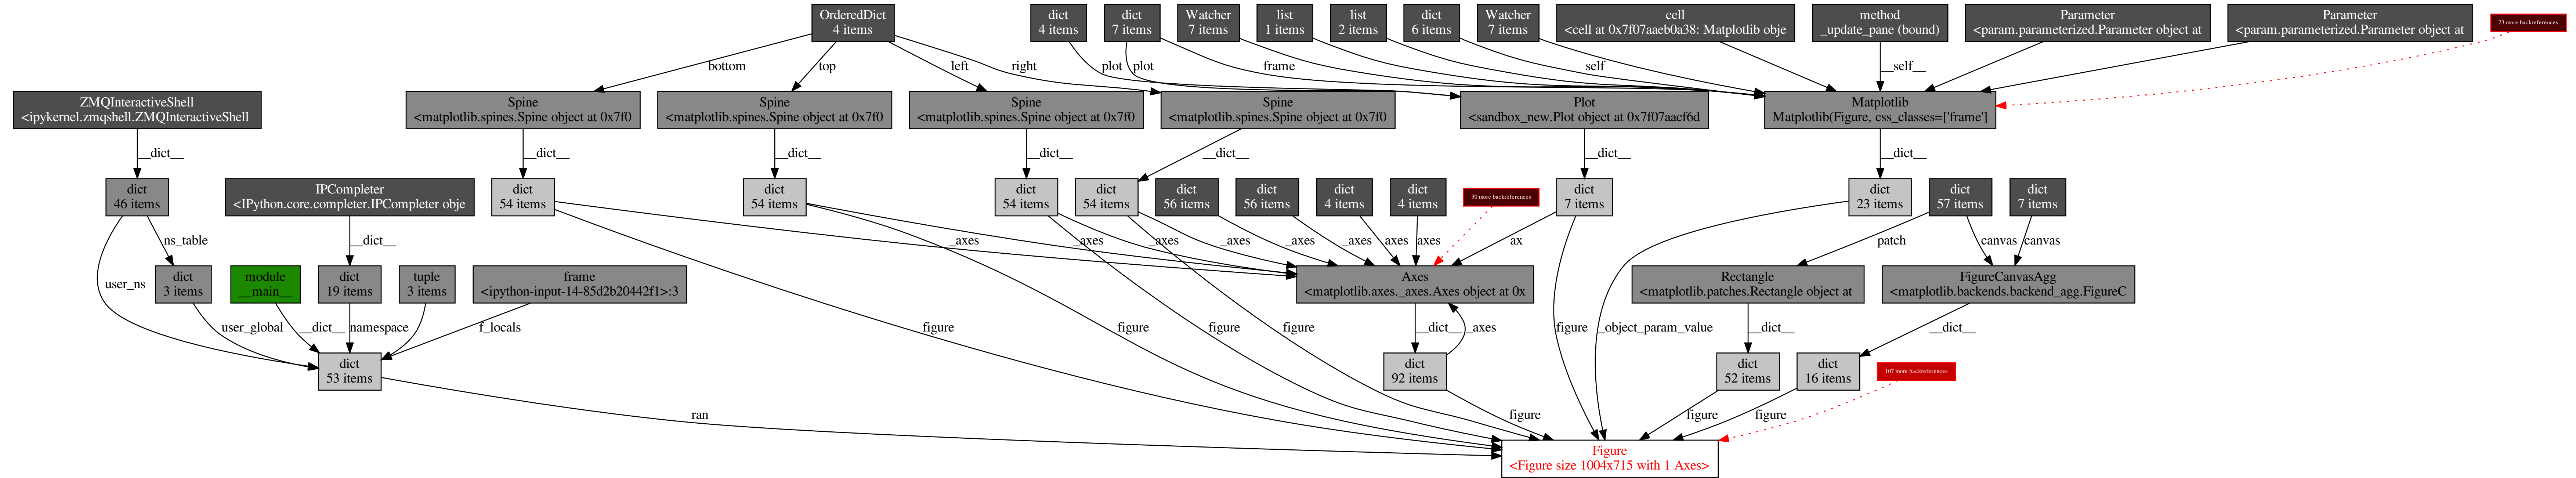 OrderedDict
4 items
dict
4 items
dict
7 items
Watcher
7 items
list
1 items
list
2 items
dict
6 items
Watcher
7 items
cell
<cell at 0x7f07aaeb0a38: Matplotlib obje
method
_update_pane (bound)
Parameter
<param.parameterized.Parameter object at
Parameter
<param.parameterized.Parameter object at
23 more backreferences
bottom
top
left
right
plot
plot
frame
self
__self__
ZMQInteractiveShell
<ipykernel.zmqshell.ZMQInteractiveShell
Spine
<matplotlib.spines.Spine object at 0x7f0
Spine
<matplotlib.spines.Spine object at 0x7f0
Spine
<matplotlib.spines.Spine object at 0x7f0
Spine
<matplotlib.spines.Spine object at 0x7f0
Plot
<sandbox_new.Plot object at 0x7f07aacf6d
Matplotlib
Matplotlib(Figure, css_classes=['frame']
__dict__
__dict__
__dict__
__dict__
__dict__
__dict__
__dict__
dict
46 items
IPCompleter
<IPython.core.completer.IPCompleter obje
dict
54 items
dict
54 items
dict
54 items
dict
54 items
dict
56 items
dict
56 items
dict
4 items
dict
4 items
30 more backreferences
dict
7 items
dict
23 items
dict
57 items
dict
7 items
ns_table
__dict__
_axes
_axes
_axes
_axes
_axes
_axes
axes
axes
ax
patch
canvas
canvas
user_ns
dict
3 items
module
__main__
dict
19 items
tuple
3 items
frame
<ipython-input-14-85d2b20442f1>:3
Axes
<matplotlib.axes._axes.Axes object at 0x
Rectangle
<matplotlib.patches.Rectangle object at
FigureCanvasAgg
<matplotlib.backends.backend_agg.FigureC
user_global
__dict__
namespace
f_locals
figure
figure
figure
figure
__dict__
_axes
figure
_object_param_value
__dict__
__dict__
dict
53 items
dict
92 items
dict
52 items
dict
16 items
107 more backreferences
ran
figure
figure
figure
Figure
<Figure size 1004x715 with 1 Axes>